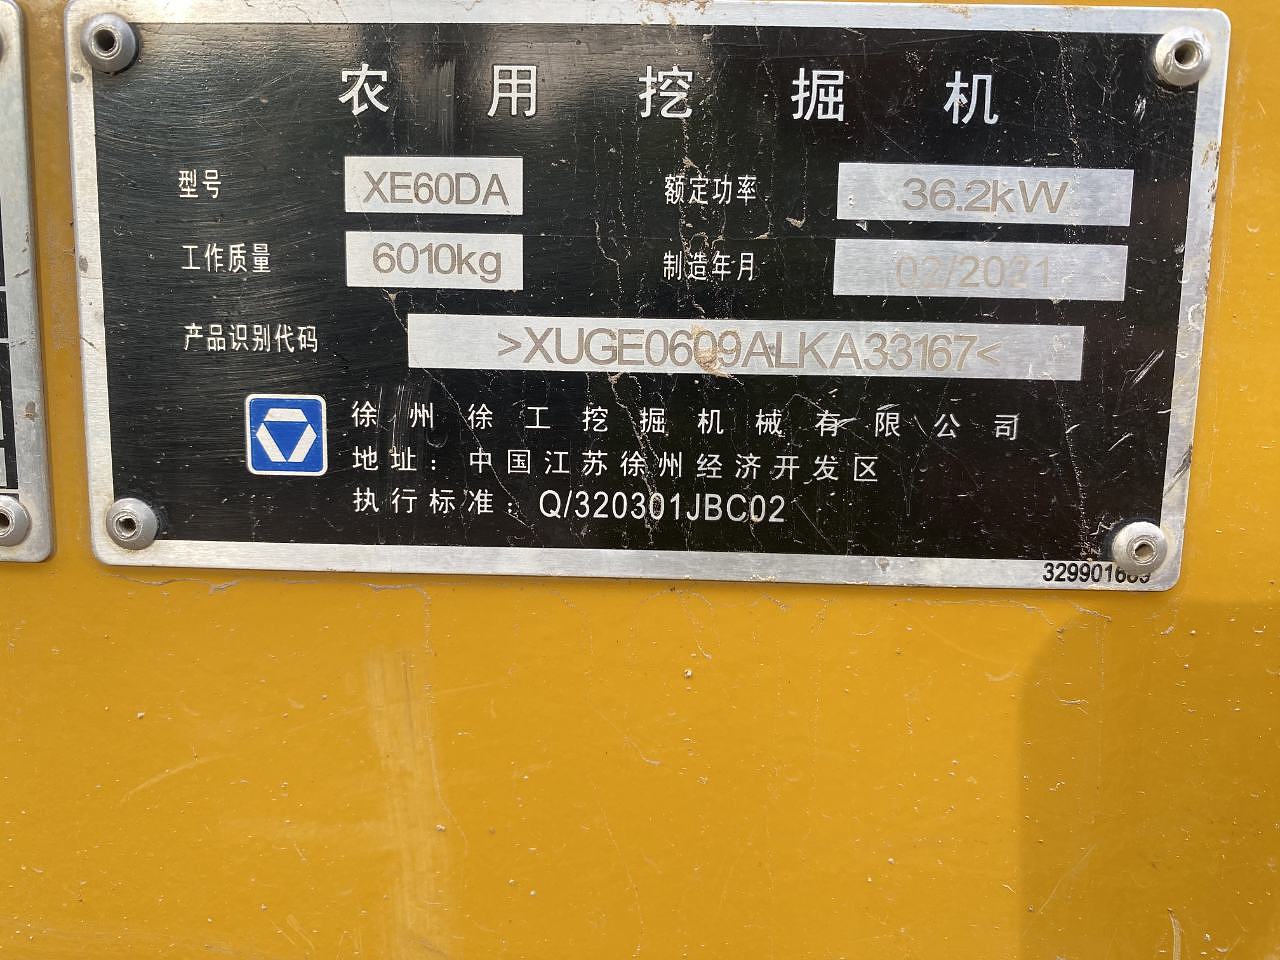 农用挖掘机
型号 XE60DA 额定功率 36.2kW
工作质量 6010kg 制造年月 02/2021
产品识别代码 >XUGE0609ALKA33167<
徐州徐工挖掘机械有限公司
地址：中国江苏徐州经济开发区
执行标准：Q/320301JBC02